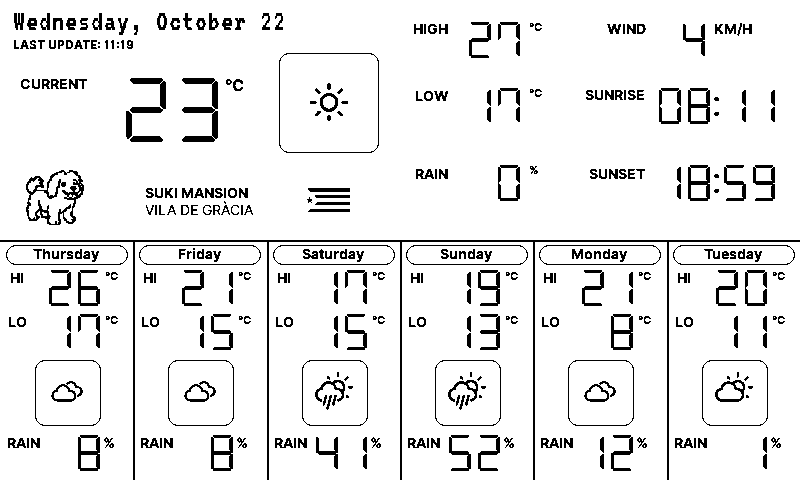 Wednesday, October 22
LAST UPDATE: 11:19
CURRENT 23 °C
HIGH 27 °C
WIND 4 KM/H
LOW 17 °C
SUNRISE 08:11
RAIN 0 %
SUNSET 18:59
SUKI MANSION
VILA DE GRÀCIA
Thursday
HI 26 °C
LO 17 °C
RAIN 8 %
Friday
HI 21 °C
LO 15 °C
RAIN 8 %
Saturday
HI 17 °C
LO 15 °C
RAIN 41 %
Sunday
HI 19 °C
LO 13 °C
RAIN 52 %
Monday
HI 21 °C
LO 8 °C
RAIN 12 %
Tuesday
HI 20 °C
LO 11 °C
RAIN 1 %